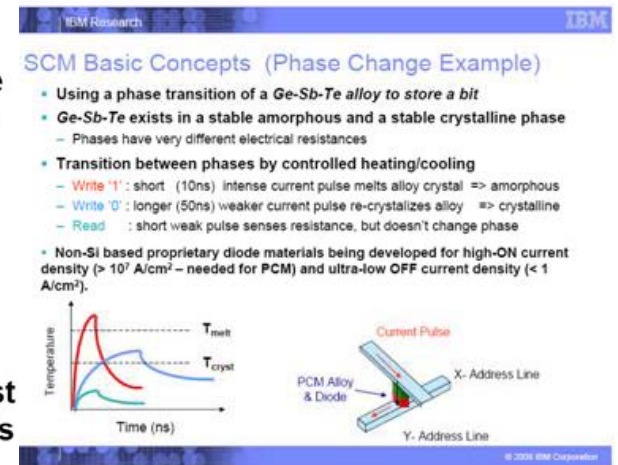 IBM Research
IBM
SCM Basic Concepts (Phase Change Example)
e
• Using a phase transition of a Ge-Sb-Te alloy to store a bit
• Ge-Sb-Te exists in a stable amorphous and a stable crystalline phase
– Phases have very different electrical resistances
• Transition between phases by controlled heating/cooling
– Write '1' : short (10ns) intense current pulse melts alloy crystal => amorphous
– Write '0' : longer (50ns) weaker current pulse re-crystalizes alloy => crystalline
– Read : short weak pulse senses resistance, but doesn't change phase
• Non-Si based proprietary diode materials being developed for high-ON current
density (> 10⁷ A/cm² – needed for PCM) and ultra-low OFF current density (< 1
A/cm²).
Temperature
T melt
T cryst
Time (ns)
Current Pulse
PCM Alloy
& Diode
X- Address Line
Y- Address Line
st
s
© 2009 IBM Corporation